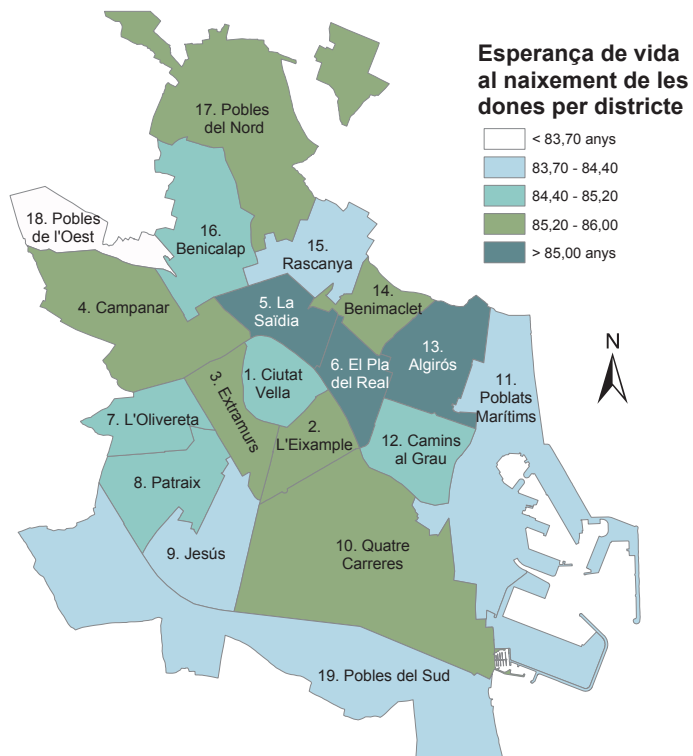 Esperança de vida
al naixement de les
dones per districte
< 83,70 anys
83,70 - 84,40
84,40 - 85,20
85,20 - 86,00
> 85,00 anys
N
17. Pobles
del Nord
18. Pobles
de l'Oest
16.
Benicalap
15.
Rascanya
4. Campanar
5. La
Saïdia
14.
Benimaclet
13.
Algirós
6. El Pla
del Real
11.
Poblats
Marítims
1. Ciutat
Vella
3. Extramurs
7. L'Olivereta
2.
L'Eixample
12. Camins
al Grau
8. Patraix
9. Jesús
10. Quatre
Carreres
19. Pobles del Sud